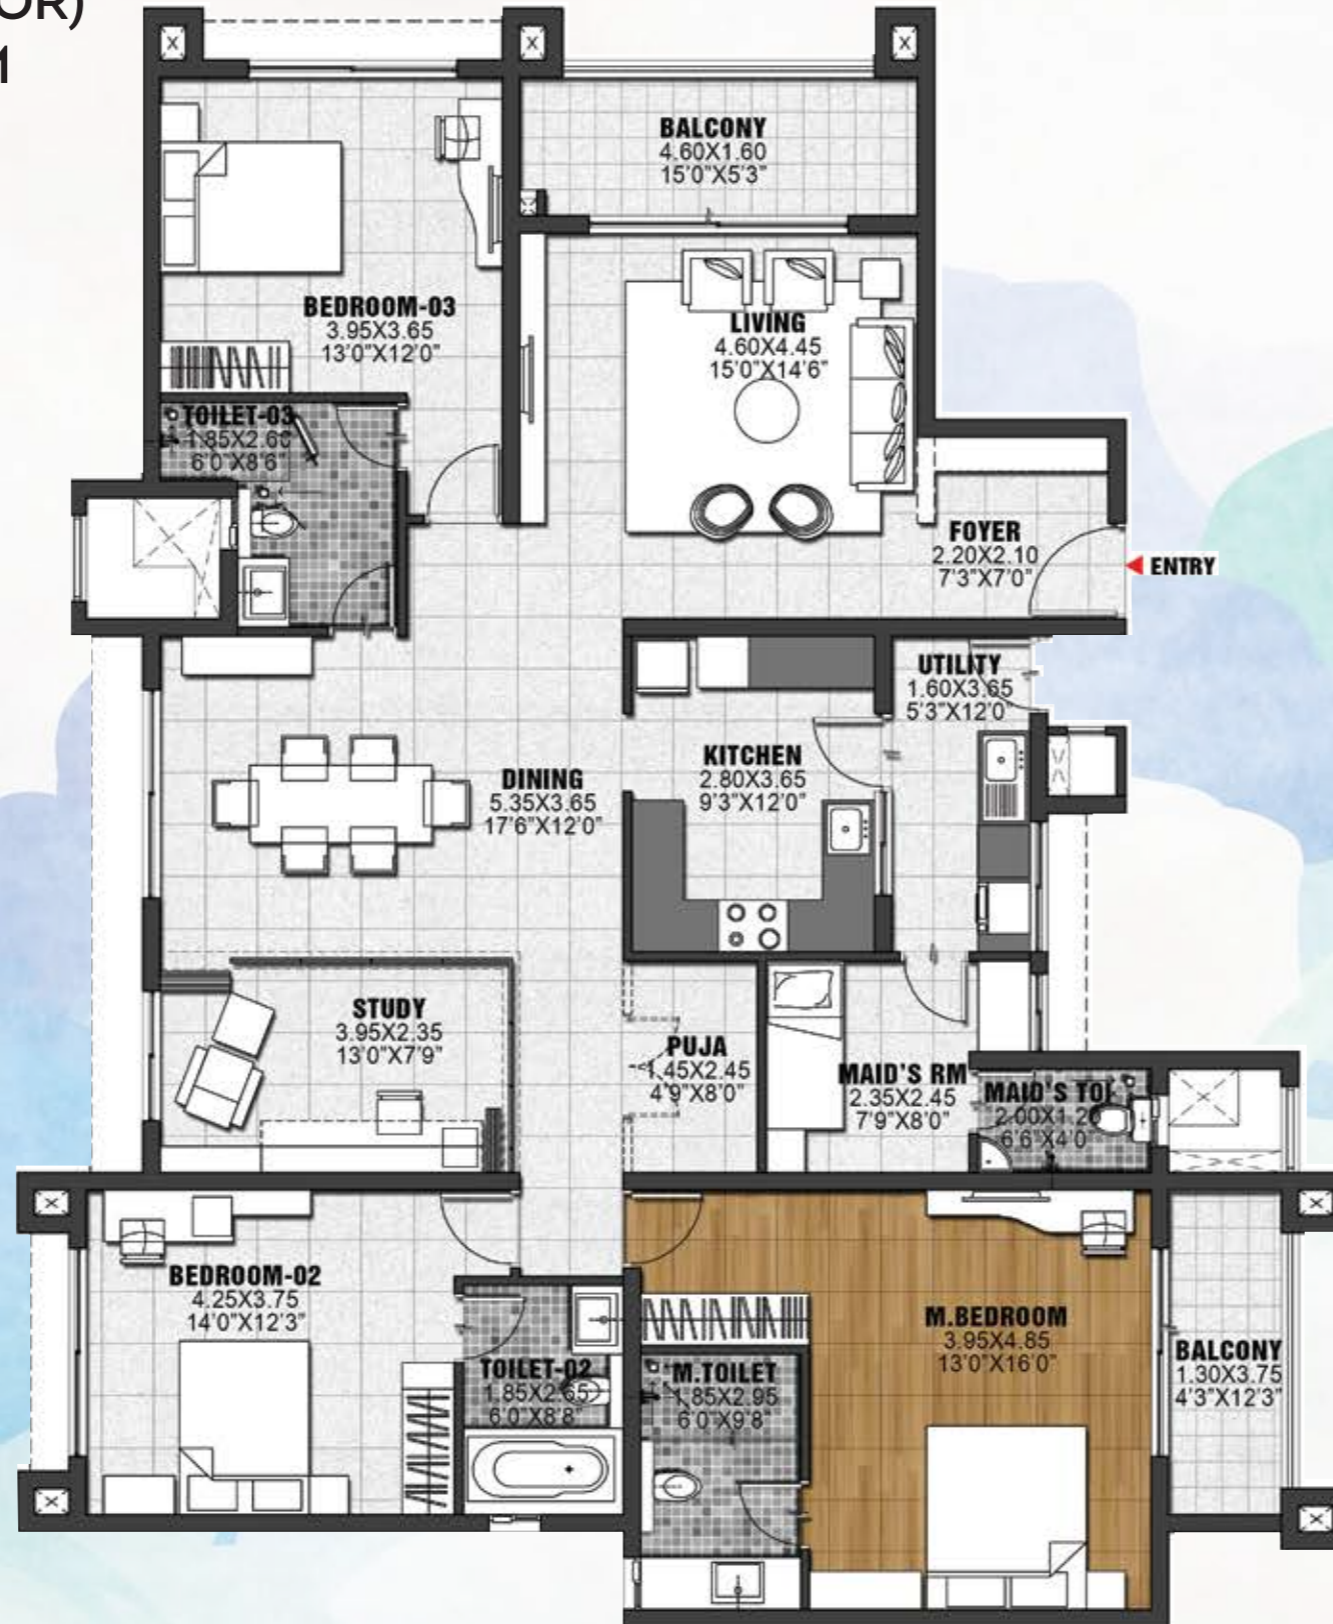 OR)
BALCONY
4.60X1.60
15'0"X5'3"
BEDROOM-03
3.95X3.65
13'0"X12'0"
LIVING
4.60X4.45
15'0"X14'6"
TOILET-03
1.85X2.60
6'0"X8'6"
FOYER
2.20X2.10
7'3"X7'0"
ENTRY
UTILITY
1.60X3.65
5'3"X12'0"
KITCHEN
2.80X3.65
9'3"X12'0"
DINING
5.35X3.65
17'6"X12'0"
STUDY
3.95X2.35
13'0"X7'9"
PUJA
1.45X2.45
4'9"X8'0"
MAID'S RM
2.35X2.45
7'9"X8'0"
MAID'S TOI
2.00X1.2
6'6"X4'0"
BEDROOM-02
4.25X3.75
14'0"X12'3"
M.BEDROOM
3.95X4.85
13'0"X16'0"
BALCONY
1.30X3.75
4'3"X12'3"
TOILET-02
1.85X2.65
6'0"X8'8"
M.TOILET
1.85X2.95
6'0"X9'8"